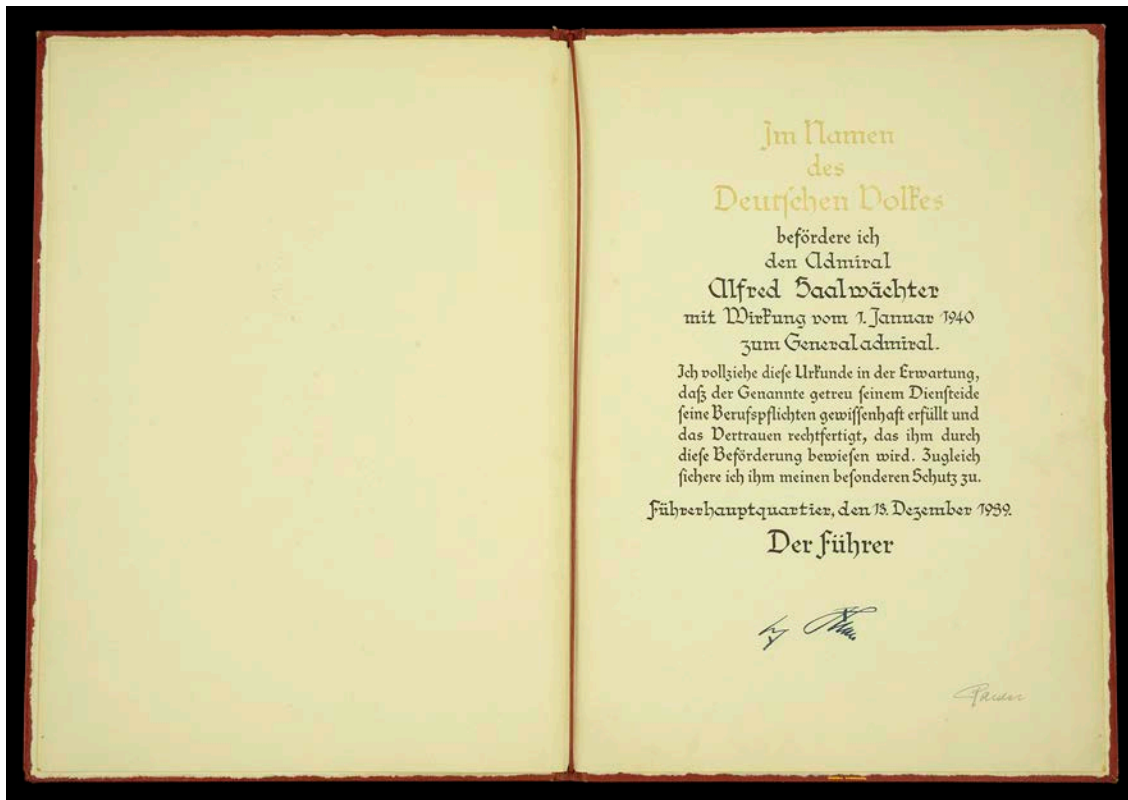 Im Namen
des
Deutſchen Volkes
befördere ich
den Admiral
Alfred Saalwächter
mit Wirkung vom 1. Januar 1940
zum Generaladmiral.
Ich vollziehe dieſe Urkunde in der Erwartung,
daß der Genannte getreu ſeinem Dienſteide
ſeine Berufspflichten gewiſſenhaft erfüllt und
das Vertrauen rechtfertigt, das ihm durch
dieſe Beförderung bewieſen wird. Zugleich
ſichere ich ihm meinen beſonderen Schutz zu.
Führerhauptquartier, den Dezember 1939.
Der Führer